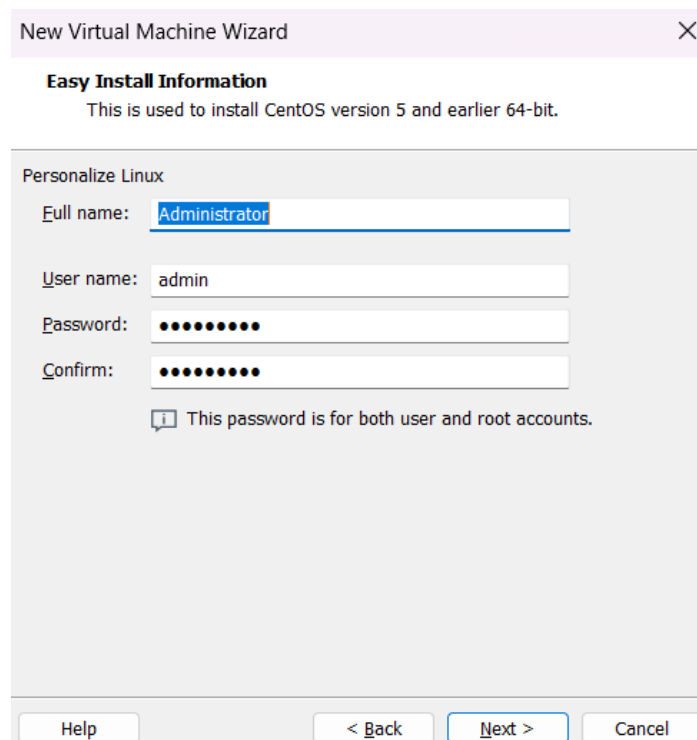 New Virtual Machine Wizard
Easy Install Information
This is used to install CentOS version 5 and earlier 64-bit.
Personalize Linux
Full name: Administrator
User name: admin
Password: ●●●●●●●●●
Confirm: ●●●●●●●●●
This password is for both user and root accounts.
Help < Back Next > Cancel